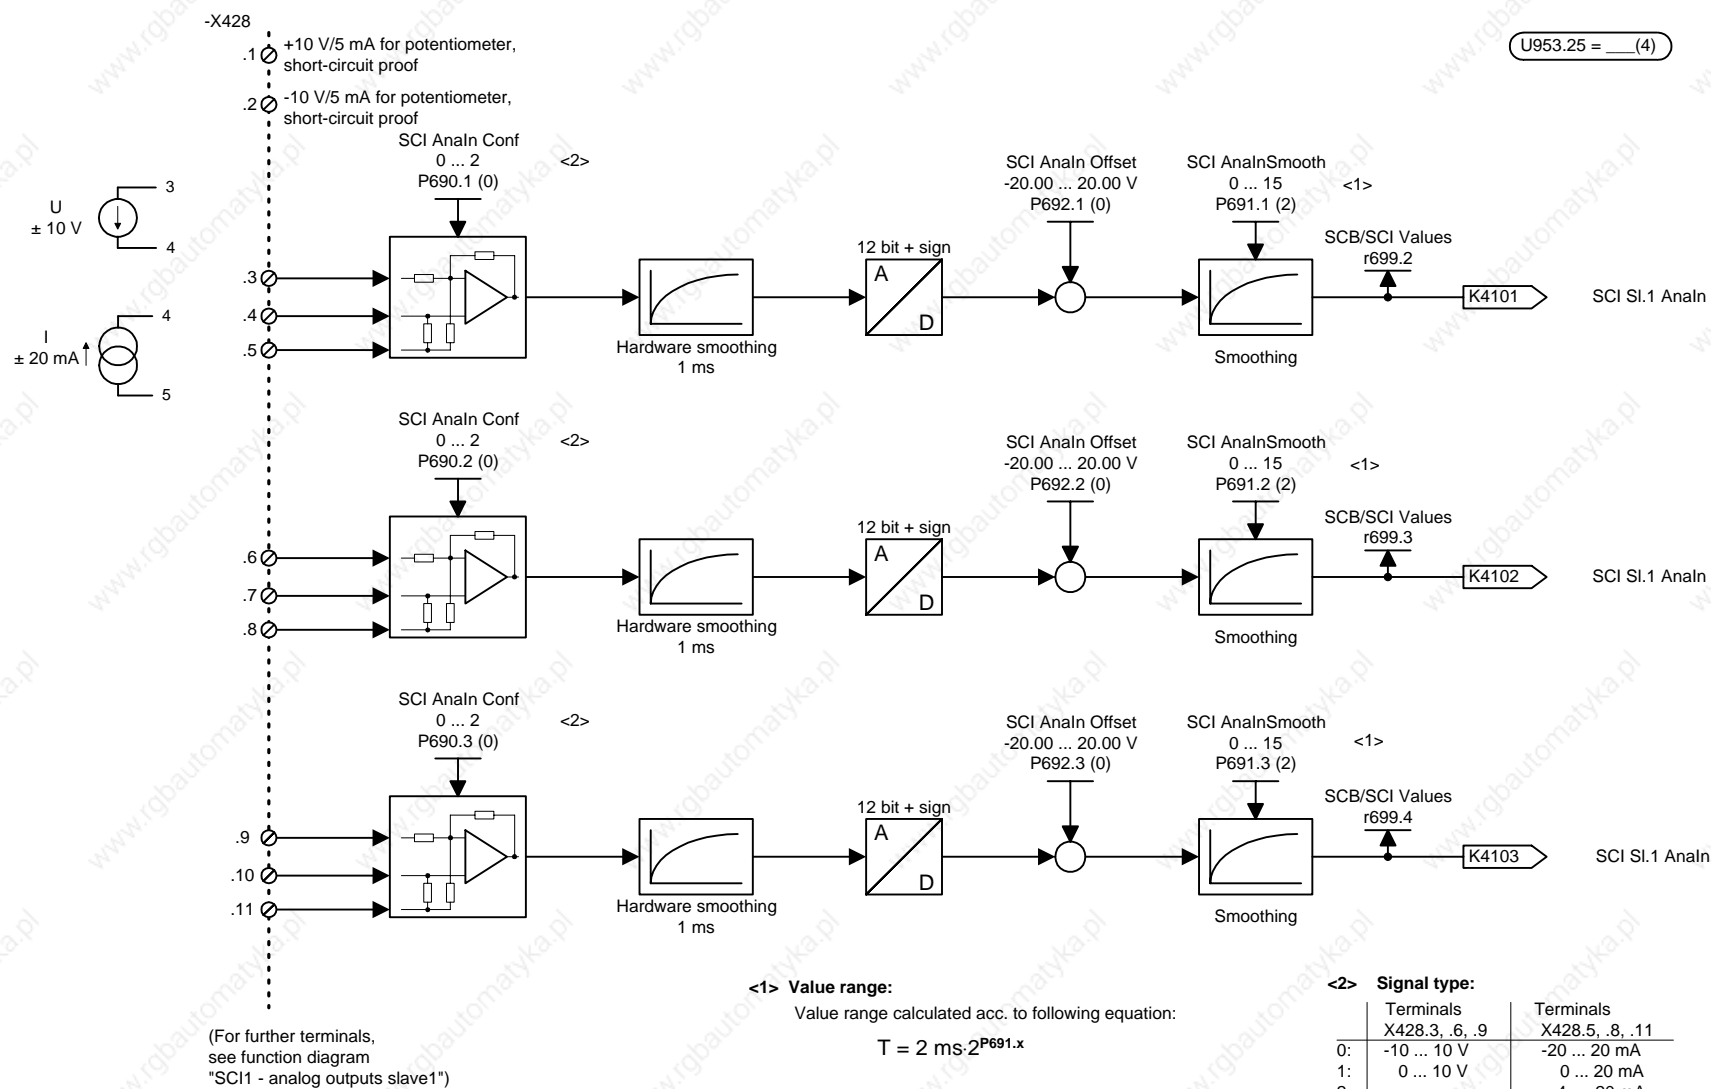 -X428
.1
+10 V/5 mA for potentiometer,
short-circuit proof
U953.25 = ___(4)
.2
-10 V/5 mA for potentiometer,
short-circuit proof
U
± 10 V
3
4
I
± 20 mA
4
5
SCI AnaIn Conf
0 ... 2
P690.1 (0)
<2>
.3
.4
.5
Hardware smoothing
1 ms
12 bit + sign
A
D
SCI AnaIn Offset
-20.00 ... 20.00 V
P692.1 (0)
SCI AnaInSmooth
0 ... 15
P691.1 (2)
<1>
Smoothing
SCB/SCI Values
r699.2
K4101
SCI Sl.1 AnaIn
SCI AnaIn Conf
0 ... 2
P690.2 (0)
<2>
.6
.7
.8
Hardware smoothing
1 ms
12 bit + sign
A
D
SCI AnaIn Offset
-20.00 ... 20.00 V
P692.2 (0)
SCI AnaInSmooth
0 ... 15
P691.2 (2)
<1>
Smoothing
SCB/SCI Values
r699.3
K4102
SCI Sl.1 AnaIn
SCI AnaIn Conf
0 ... 2
P690.3 (0)
<2>
.9
.10
.11
Hardware smoothing
1 ms
12 bit + sign
A
D
SCI AnaIn Offset
-20.00 ... 20.00 V
P692.3 (0)
SCI AnaInSmooth
0 ... 15
P691.3 (2)
<1>
Smoothing
SCB/SCI Values
r699.4
K4103
SCI Sl.1 AnaIn
(For further terminals,
see function diagram
"SCI1 - analog outputs slave1")
<1> Value range:
Value range calculated acc. to following equation:
T = 2 ms·2^P691.x
<2> Signal type:
Terminals Terminals
X428.3, .6, .9 X428.5, .8, .11
0: -10 ... 10 V -20 ... 20 mA
1: 0 ... 10 V 0 ... 20 mA
www.rgbautomatyka.pl